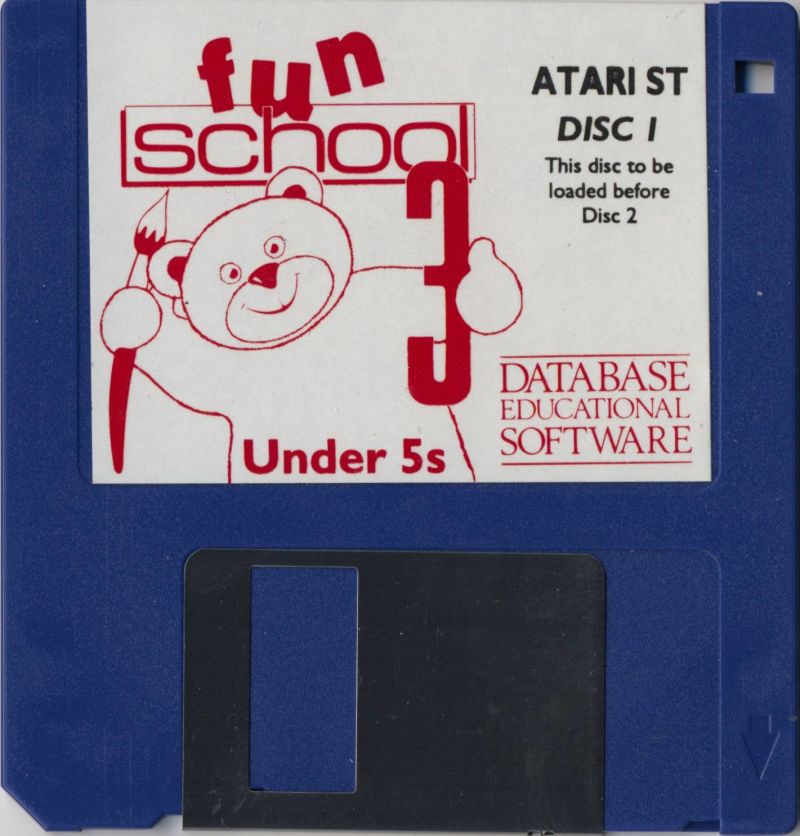 fun
school
3
Under 5s
ATARI ST
DISC 1
This disc to be
loaded before
Disc 2
DATABASE
EDUCATIONAL
SOFTWARE